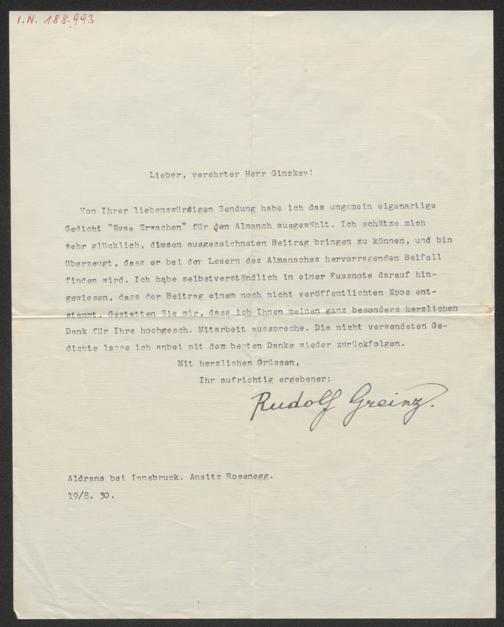 I.N. 188.993
Lieber, verehrter Herr Ginzkey!
Von Ihrer liebenswürdigen Sendung habe ich das ungemein eigenartige
Gedicht "Evas Erwachen" für den Almanch ausgewählt. Ich schätze mich
sehr glücklich, diesen ausgezeichneten Beitrag bringen zu können, und bin
überzeugt, dass er bei den Lesern des Almanaches hervorragenden Beifall
finden wird. Ich habe selbstverständlich in einer Fussnote darauf hin-
gewiesen, dass der Beitrag einem noch nicht veröffentlichten Epos ent-
stammt. Gestatten Sie mir, dass ich Ihnen meinen ganz besonders herzlichen
Dank für Ihre hochgesch. Mitarbeit ausspreche. Die nicht verwendeten Ge-
dichte lasse ich anbei mit dem besten Danke wieder zurückfolgen.
Mit herzlichen Grüssen,
Ihr aufrichtig ergebener:
Rudolf Greinz.
Aldrans bei Innsbruck. Ansitz Rosenegg.
19/8. 30.